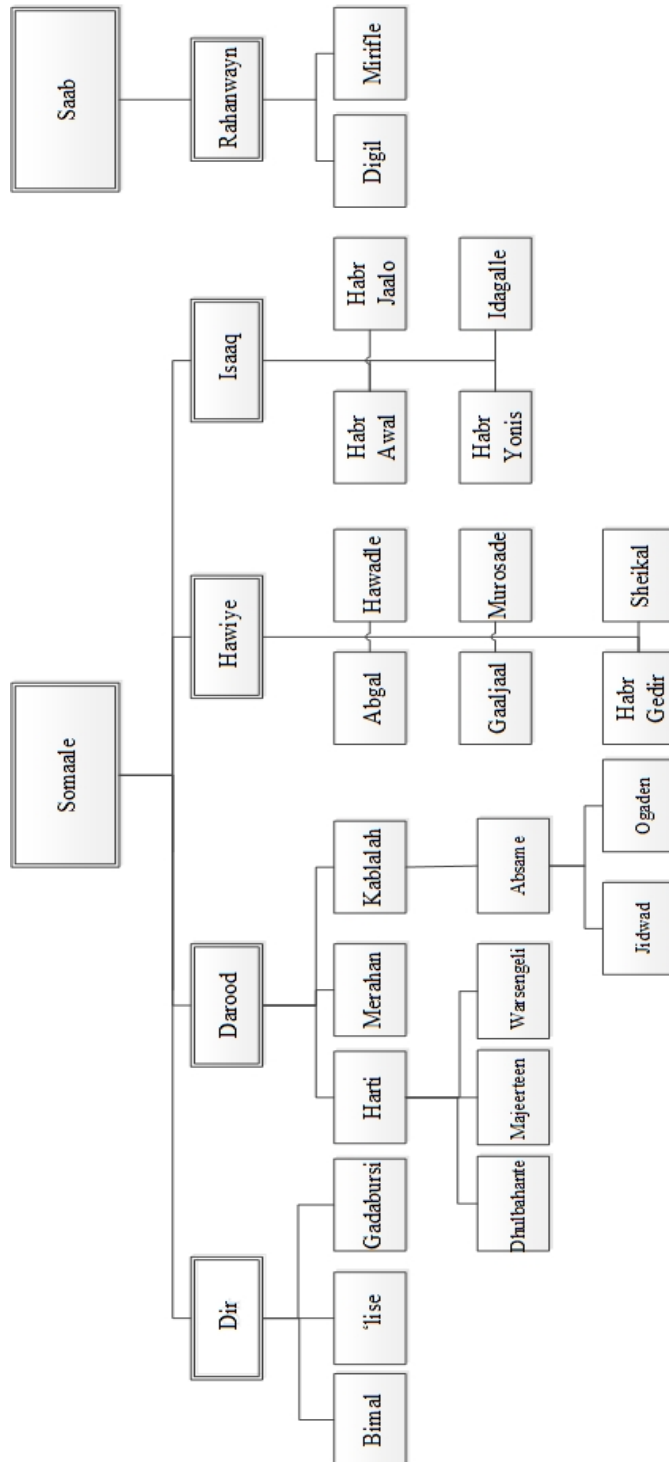 Somaale
Saab
Dir
Darood
Hawiye
Isaaq
Rahanwayn
Bimal
‘Iise
Gadabursi
Harti
Merahan
Kablalah
Abgal
Hawadle
Habr
Awal
Habr
Jaalo
Digil
Mirifle
Dhulbahante
Majeerteen
Warsengeli
Absame
Gaaljaal
Murosade
Habr
Yonis
Idagalle
Jidwad
Ogaden
Habr
Gedir
Sheikal